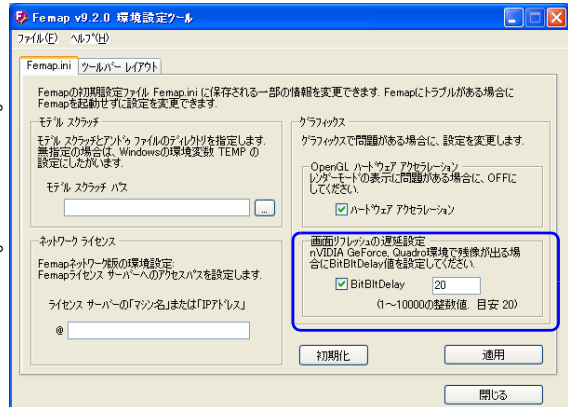 Femap v9.2.0 環境設定ツール
ファイル(F) ヘルプ(H)
Femap.ini ツールバー レイアウト
Femapの初期設定ファイル Femap.ini に保存される一部の情報を変更できます. Femapにトラブルがある場合に
Femapを起動せずに設定を変更できます.
モデル スクラッチ
モデル スクラッチとアンドゥ ファイルのディレクトリを指定します.
無指定の場合は、Windowsの環境変数 TEMP の
設定にしたがいます.
モデル スクラッチ パス
...
ネットワーク ライセンス
Femapネットワーク版の環境設定:
Femapライセンス サーバーへのアクセスパスを設定します.
ライセンス サーバーの「マシン名」または「IPアドレス」
@
グラフィックス
グラフィックスで問題がある場合に、設定を変更します.
OpenGL ハードウェア アクセラレーション
レンダーモードの表示に問題がある場合に、OFFに
してください.
ハードウェア アクセラレーション
画面リフレッシュの遅延設定
nVIDIA GeForce, Quadro環境で残像が出る場
合にBitBltDelay値を設定してください.
BitBltDelay 20
(1～10000の整数値. 目安 20)
初期化 適用
閉じる